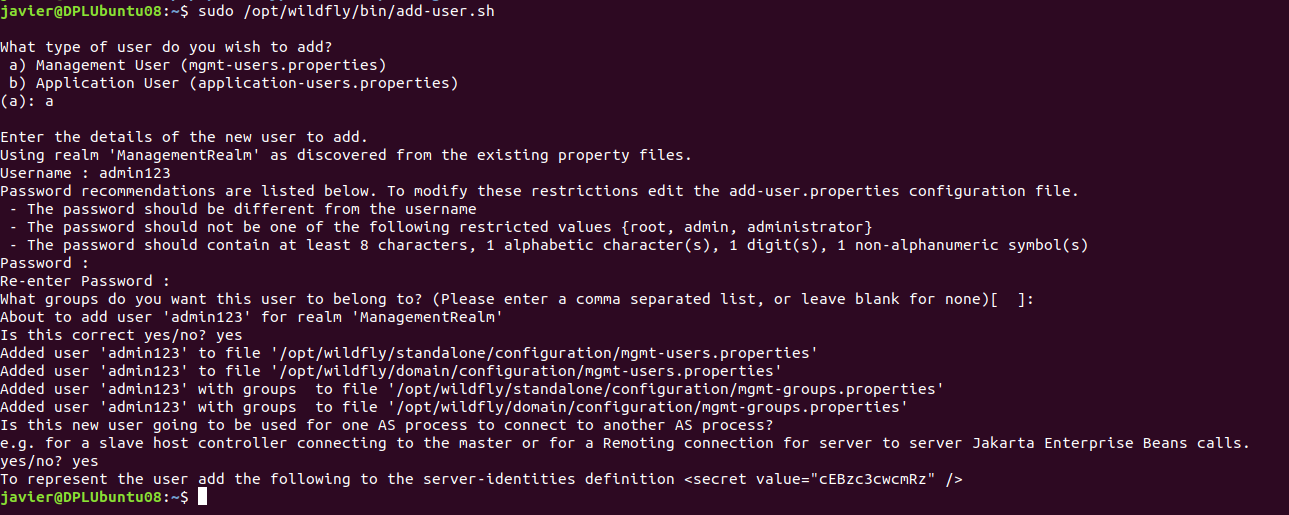 javier@DPLUbuntu08:~$ sudo /opt/wildfly/bin/add-user.sh
What type of user do you wish to add?
 a) Management User (mgmt-users.properties)
 b) Application User (application-users.properties)
(a): a
Enter the details of the new user to add.
Using realm 'ManagementRealm' as discovered from the existing property files.
Username : admin123
Password recommendations are listed below. To modify these restrictions edit the add-user.properties configuration file.
 - The password should be different from the username
 - The password should not be one of the following restricted values {root, admin, administrator}
 - The password should contain at least 8 characters, 1 alphabetic character(s), 1 digit(s), 1 non-alphanumeric symbol(s)
Password :
Re-enter Password :
What groups do you want this user to belong to? (Please enter a comma separated list, or leave blank for none)[  ]:
About to add user 'admin123' for realm 'ManagementRealm'
Is this correct yes/no? yes
Added user 'admin123' to file '/opt/wildfly/standalone/configuration/mgmt-users.properties'
Added user 'admin123' to file '/opt/wildfly/domain/configuration/mgmt-users.properties'
Added user 'admin123' with groups  to file '/opt/wildfly/standalone/configuration/mgmt-groups.properties'
Added user 'admin123' with groups  to file '/opt/wildfly/domain/configuration/mgmt-groups.properties'
Is this new user going to be used for one AS process to connect to another AS process?
e.g. for a slave host controller connecting to the master or for a Remoting connection for server to server Jakarta Enterprise Beans calls.
yes/no? yes
To represent the user add the following to the server-identities definition <secret value="cEBzc3cwcmRz" />
javier@DPLUbuntu08:~$